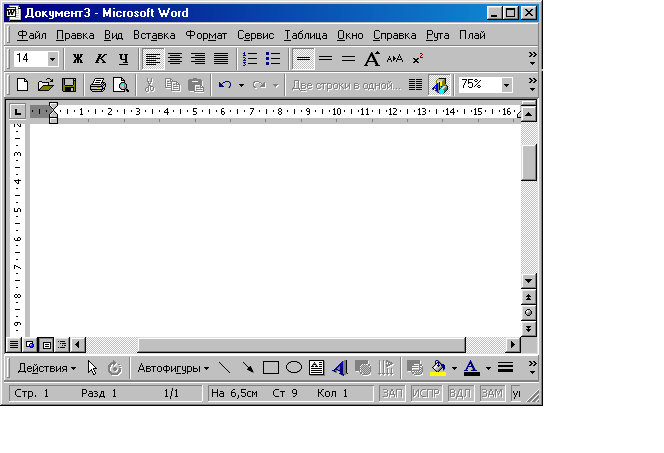 Документ3 - Microsoft Word
Файл Правка Вид Вставка Формат Сервис Таблица Окно Справка Рута Плай
14 Ж К Ч
Две строки в одной... 75%
1 2 3 4 5 6 7 8 9 10 11 12 13 14 15 16
2
3
4
5
6
7
8
9
Действия Автофигуры
Стр. 1 Разд 1 1/1 На 6,5см Ст 9 Кол 1 ЗАП ИСПР ВДЛ ЗАМ